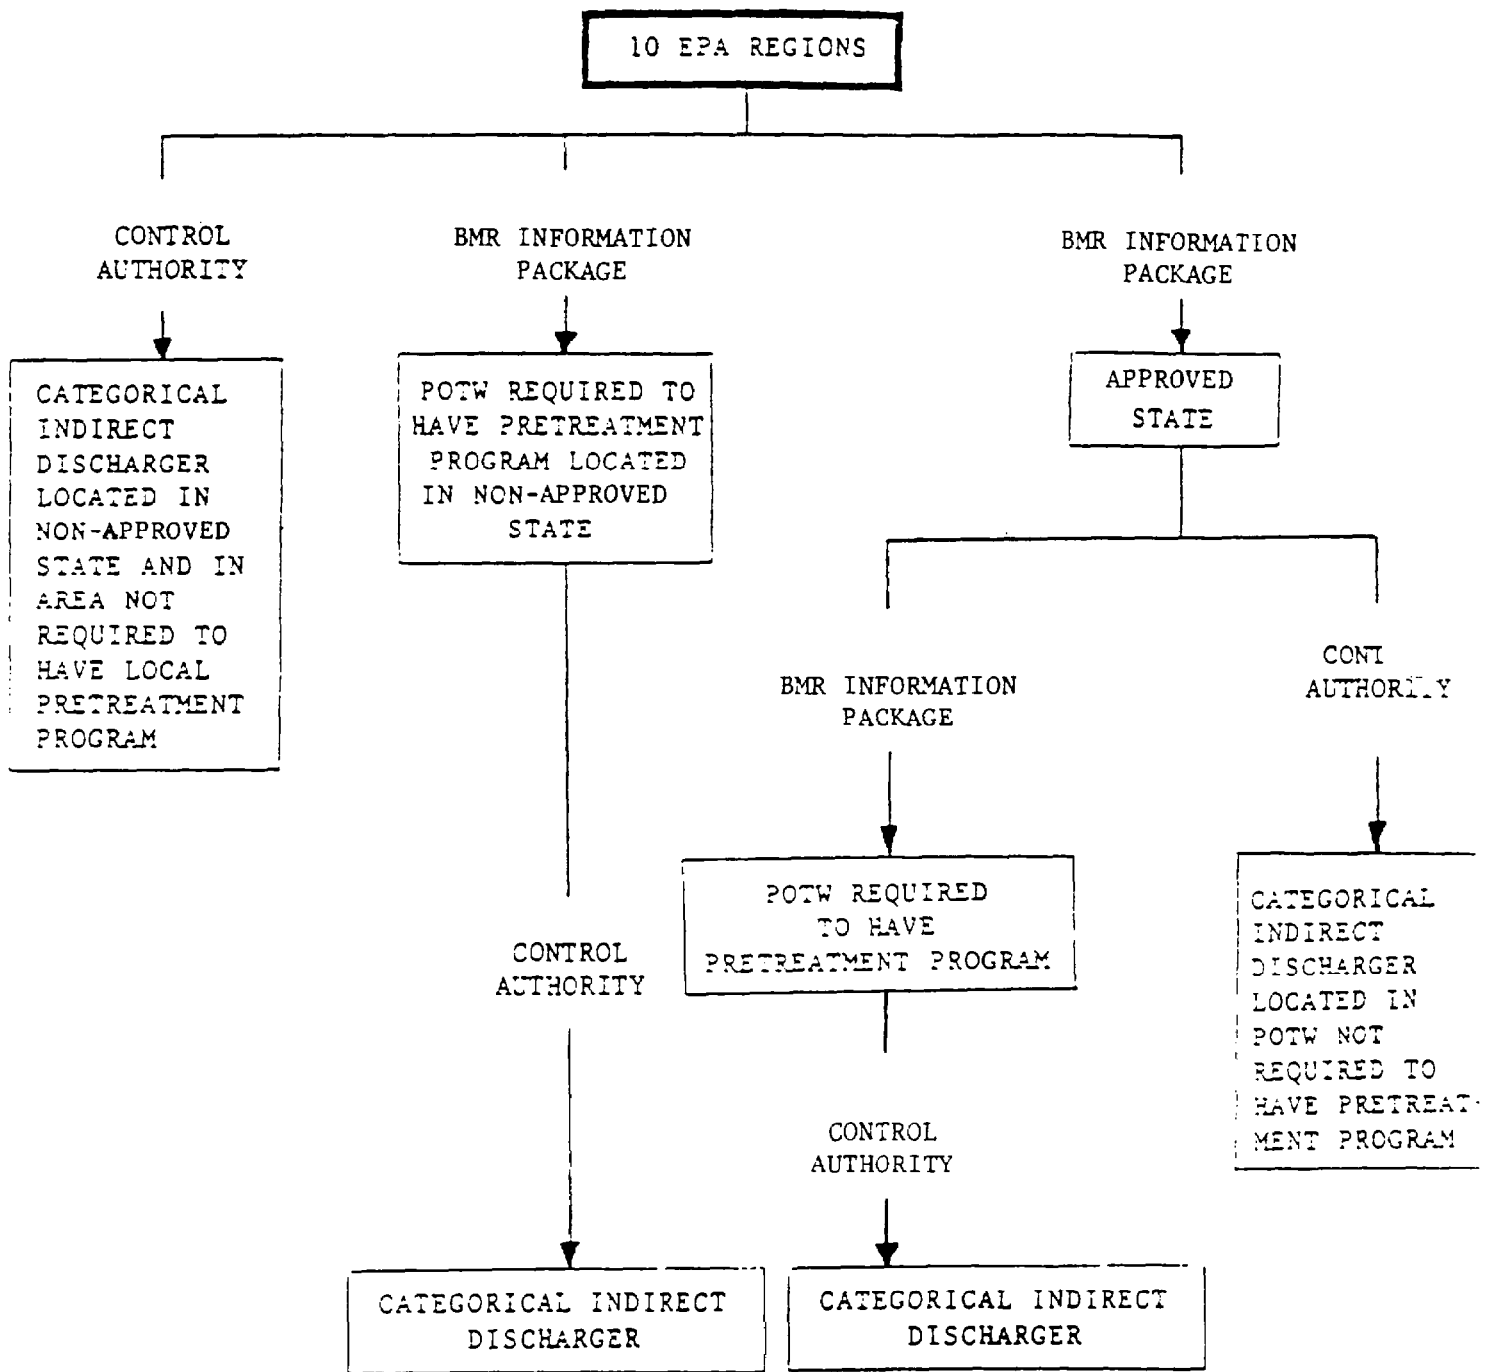 10 EPA REGIONS
CONTROL
AUTHORITY
BMR INFORMATION
PACKAGE
BMR INFORMATION
PACKAGE
CATEGORICAL
INDIRECT
DISCHARGER
LOCATED IN
NON-APPROVED
STATE AND IN
AREA NOT
REQUIRED TO
HAVE LOCAL
PRETREATMENT
PROGRAM
POTW REQUIRED TO
HAVE PRETREATMENT
PROGRAM LOCATED
IN NON-APPROVED
STATE
APPROVED
STATE
BMR INFORMATION
PACKAGE
CONT
AUTHORITY
CONTROL
AUTHORITY
POTW REQUIRED
TO HAVE
PRETREATMENT PROGRAM
CATEGORICAL
INDIRECT
DISCHARGER
LOCATED IN
POTW NOT
REQUIRED TO
HAVE PRETREAT-
MENT PROGRAM
CONTROL
AUTHORITY
CATEGORICAL INDIRECT
DISCHARGER
CATEGORICAL INDIRECT
DISCHARGER